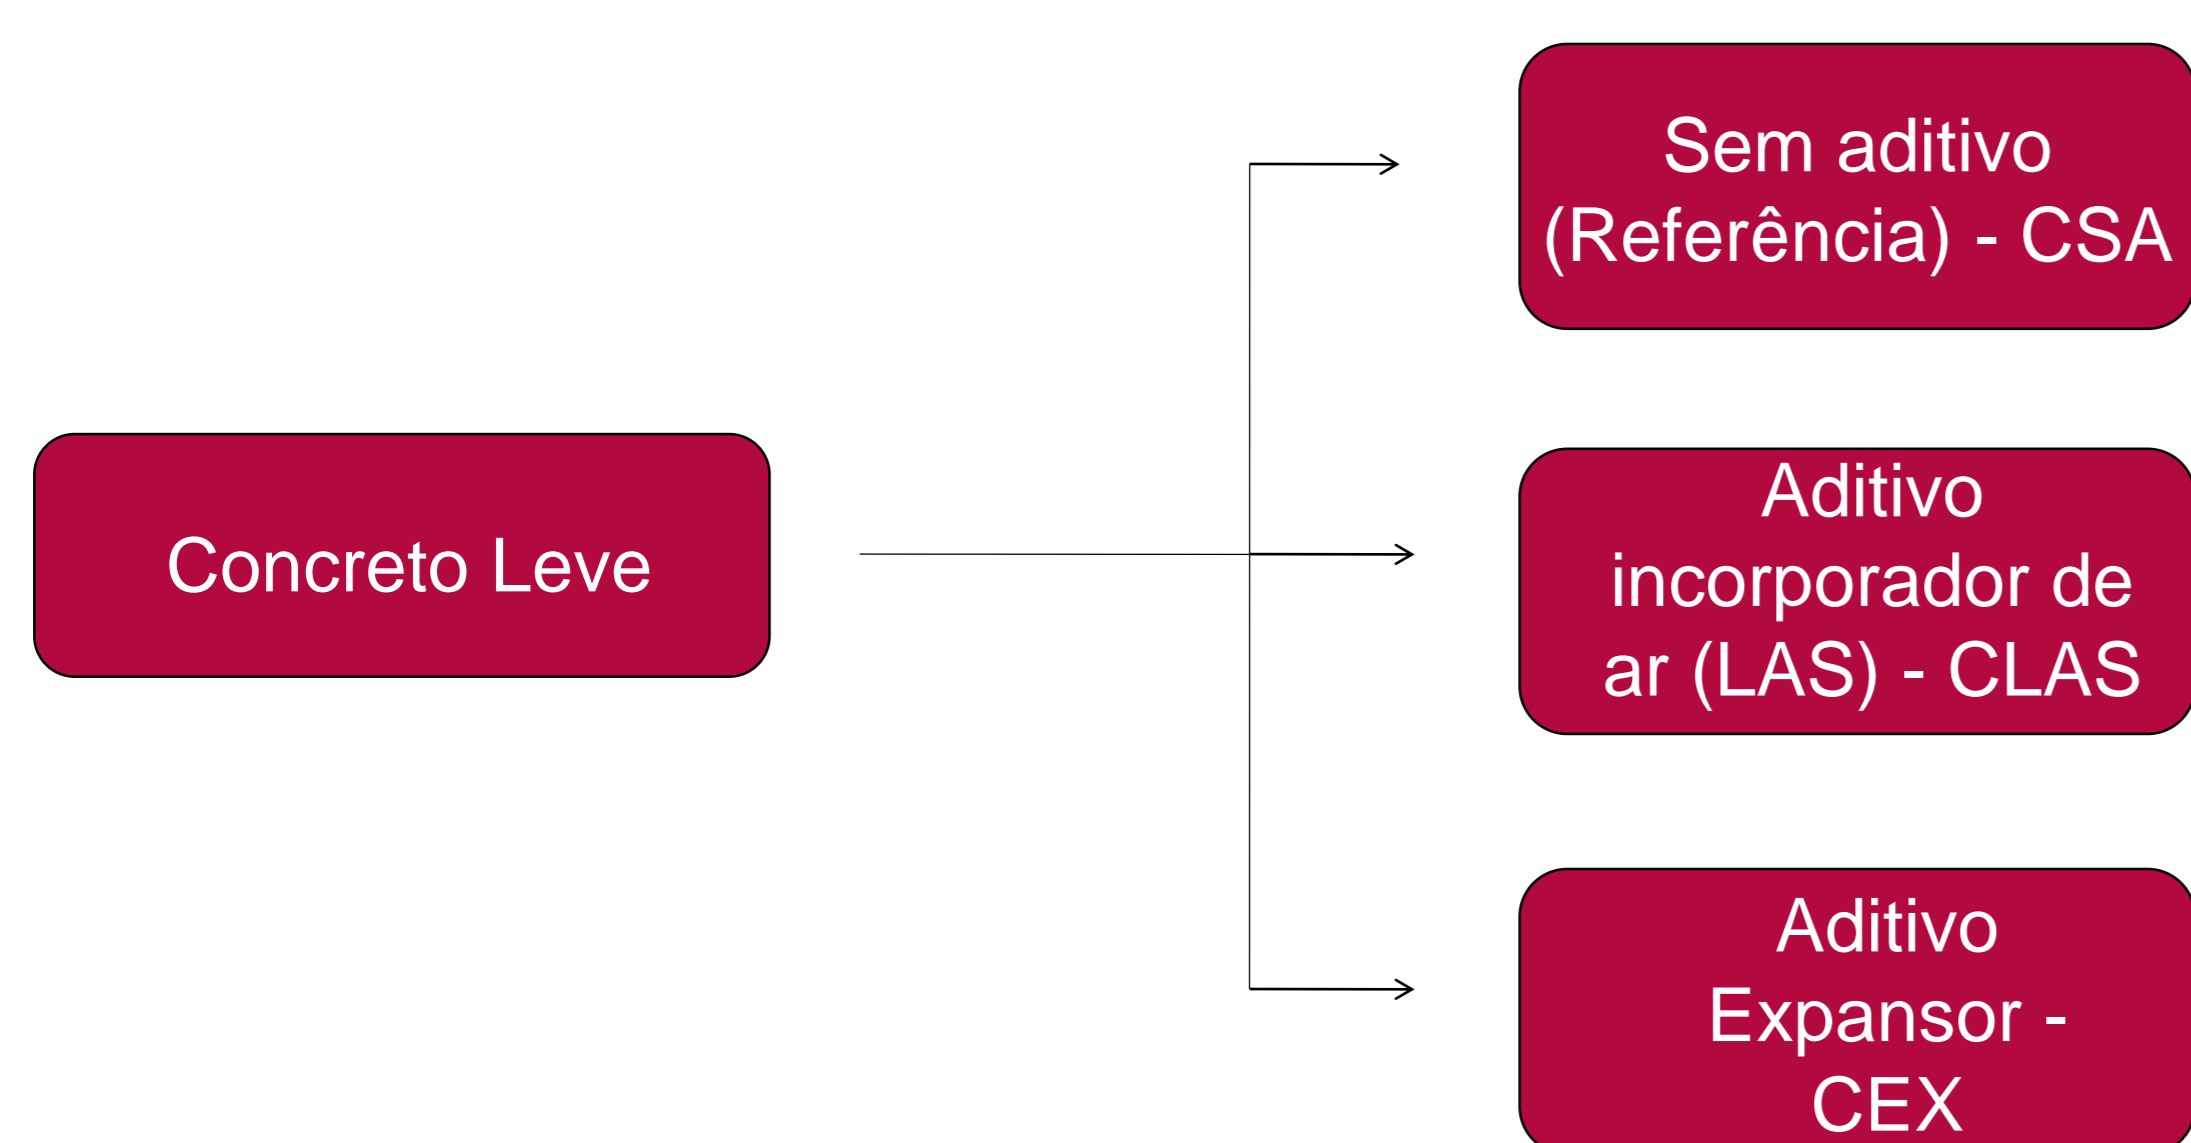 Sem aditivo
(Referência) - CSA
Concreto Leve
Aditivo
incorporador de
ar (LAS) - CLAS
Aditivo
Expansor -
CEX